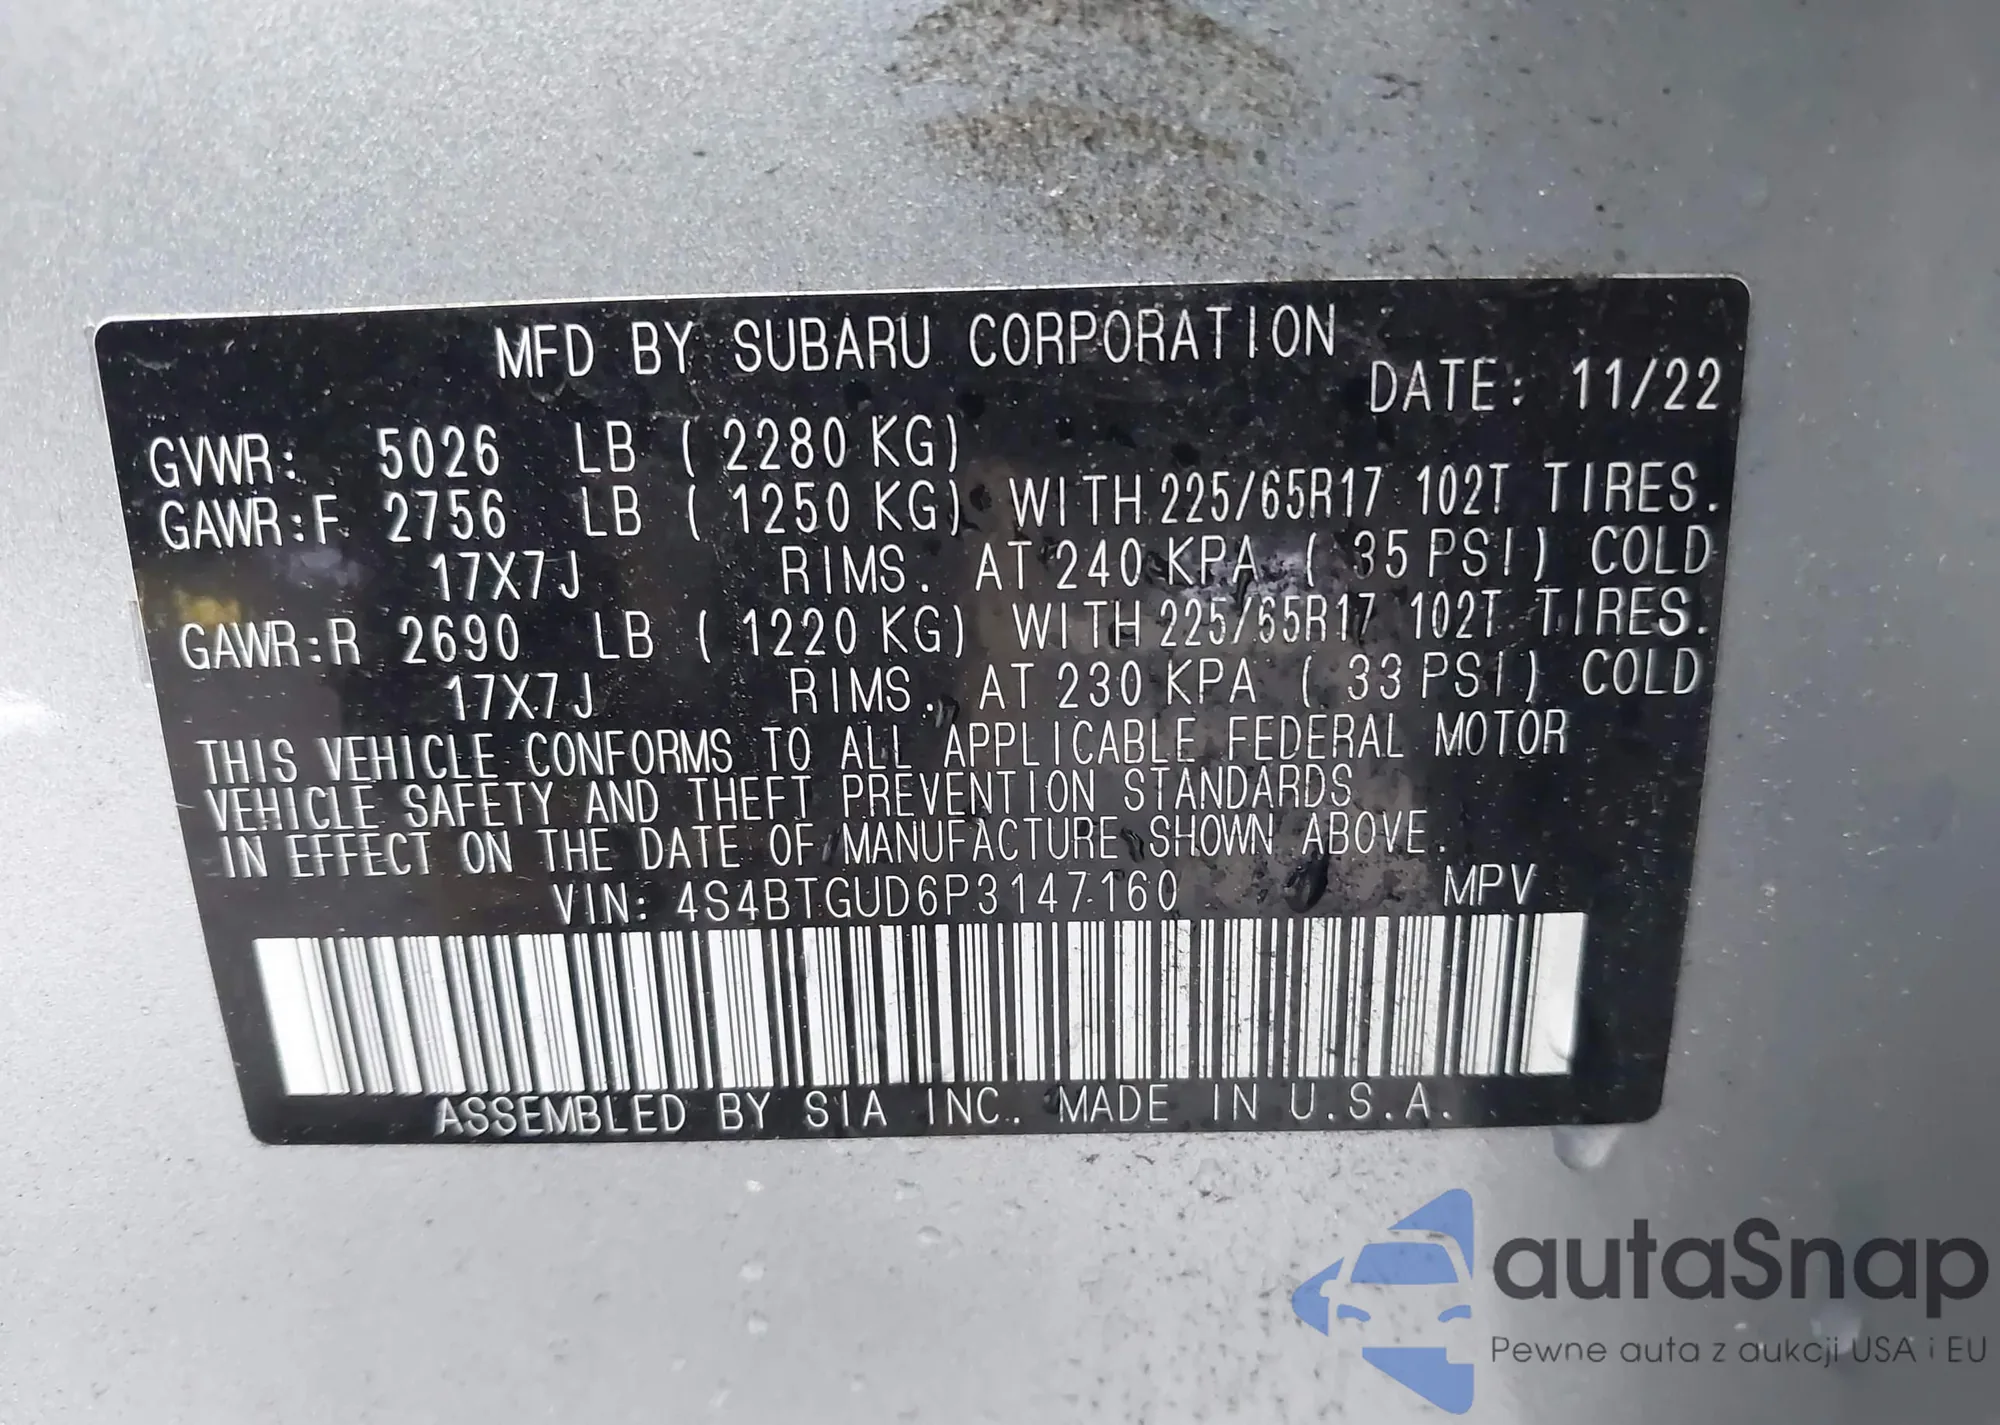 MFD BY SUBARU CORPORATION
DATE: 11/22
GVWR: 5026 LB ( 2280 KG)
GAWR:F 2756 LB ( 1250 KG) WITH 225/65R17 102T TIRES.
17X7J RIMS. AT 240 KPA ( 35 PSI) COLD
GAWR:R 2690 LB ( 1220 KG) WITH 225/65R17 102T TIRES.
17X7J RIMS. AT 230 KPA ( 33 PSI) COLD
THIS VEHICLE CONFORMS TO ALL APPLICABLE FEDERAL MOTOR
VEHICLE SAFETY AND THEFT PREVENTION STANDARDS
IN EFFECT ON THE DATE OF MANUFACTURE SHOWN ABOVE.
VIN: 4S4BTGUD6P3147160 MPV
ASSEMBLED BY SIA INC. MADE IN U.S.A.
autaSnap
Pewne auta z aukcji USA i EU